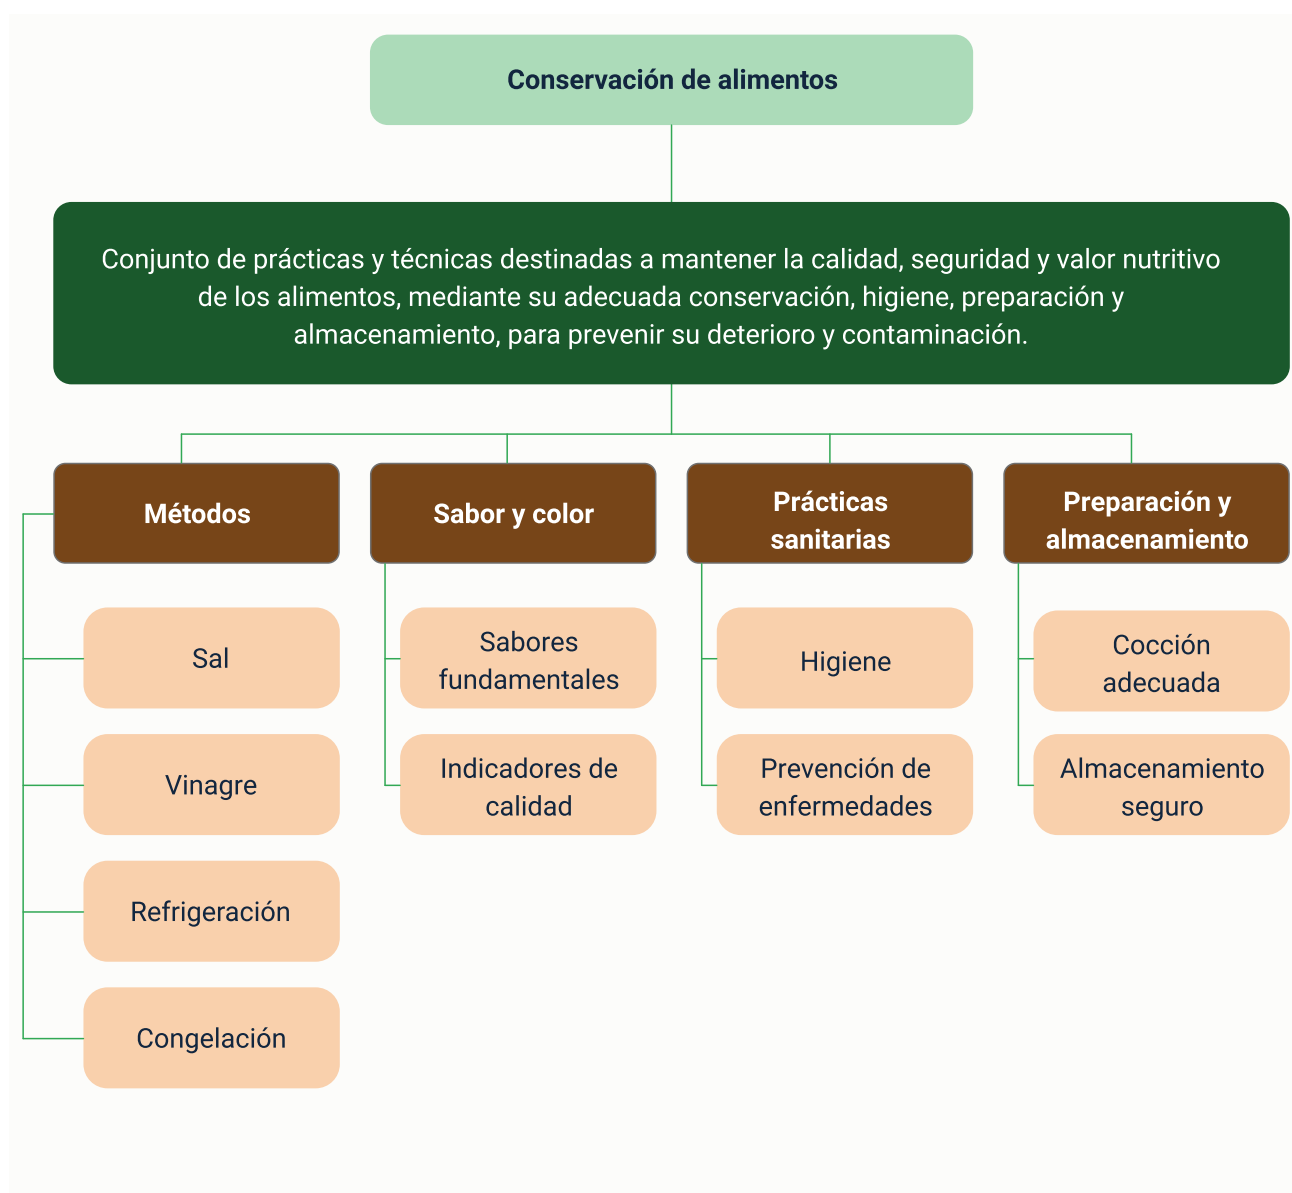 Conservación de alimentos
Conjunto de prácticas y técnicas destinadas a mantener la calidad, seguridad y valor nutritivo
de los alimentos, mediante su adecuada conservación, higiene, preparación y
almacenamiento, para prevenir su deterioro y contaminación.
Métodos
Sal
Vinagre
Refrigeración
Congelación
Sabor y color
Sabores
fundamentales
Indicadores de
calidad
Prácticas
sanitarias
Higiene
Prevención de
enfermedades
Preparación y
almacenamiento
Cocción
adecuada
Almacenamiento
seguro